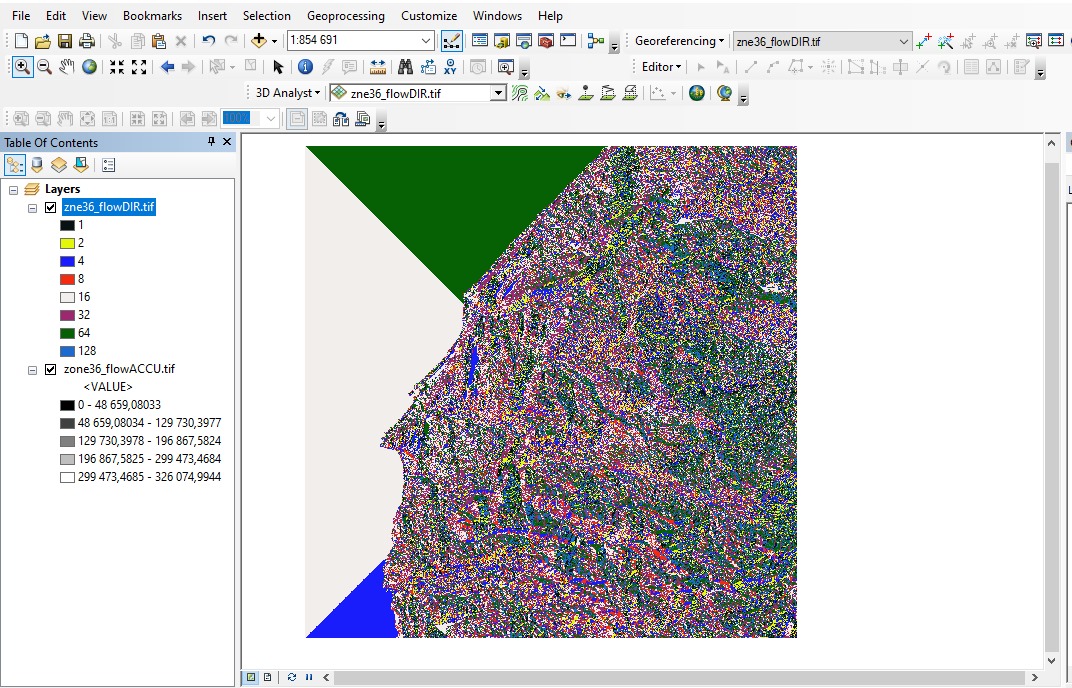 File Edit View Bookmarks Insert Selection Geoprocessing Customize Windows Help
1:854 691 Georeferencing zne36_flowDIR.tif
Editor
3D Analyst zne36_flowDIR.tif
100%
Table Of Contents
Layers
zne36_flowDIR.tif
1
2
4
8
16
32
64
128
zone36_flowACCU.tif
<VALUE>
0 - 48 659,08033
48 659,08034 - 129 730,3977
129 730,3978 - 196 867,5824
196 867,5825 - 299 473,4684
299 473,4685 - 326 074,9944